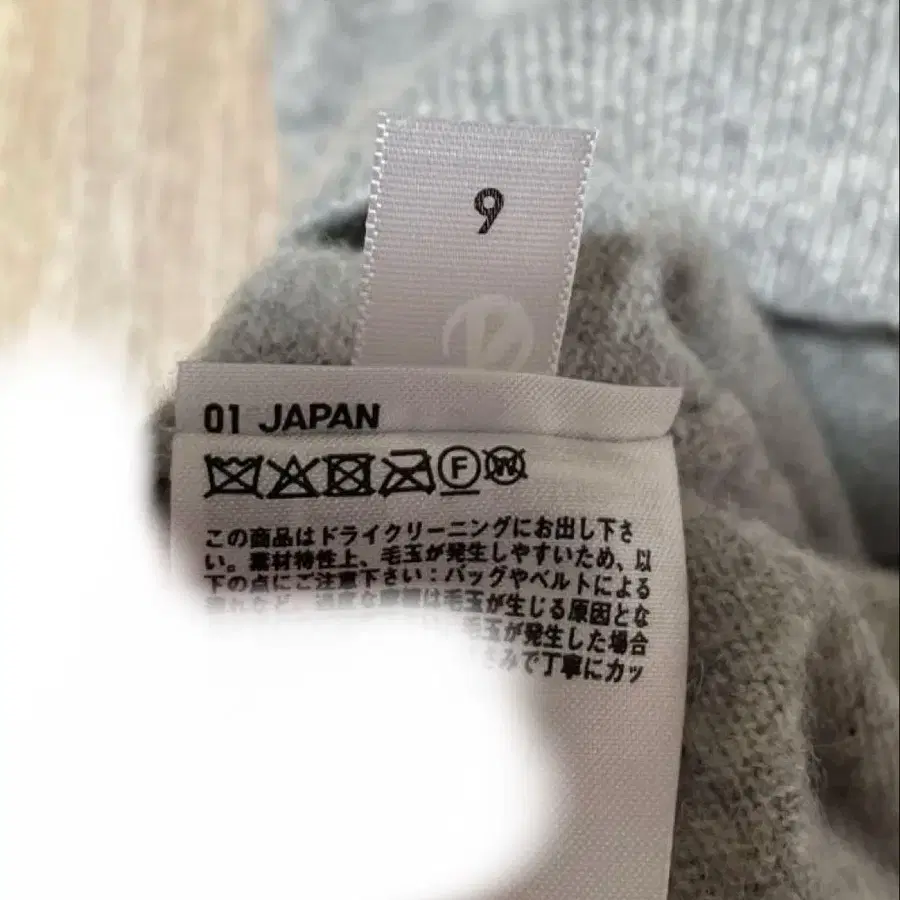 9
01 JAPAN
F W
この商品はドライクリーニングにお出し下さ
い。素材特性上、毛玉が発生しやすいため、以
下の点にご注意下さい：バッグやベルトによる
は毛玉が生じる原因とな
毛玉が発生した場合
さみで丁寧にカッ